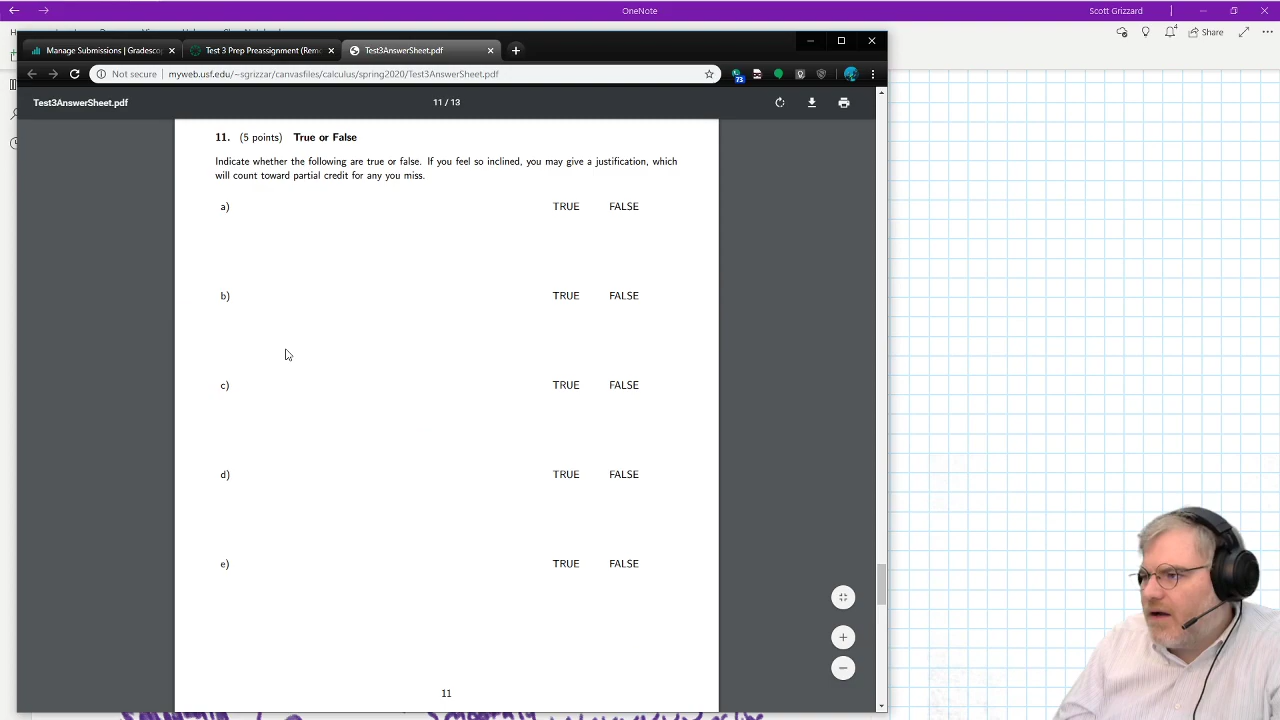 OneNote
Scott Grizzard
Share
Manage Submissions | Gradescop
Test 3 Prep Preassignment (Remo
Test3AnswerSheet.pdf
Not secure
myweb.usf.edu/~sgrizzar/canvasfiles/calculus/spring2020/Test3AnswerSheet.pdf
73
Test3AnswerSheet.pdf
11 / 13
11. (5 points) True or False
Indicate whether the following are true or false. If you feel so inclined, you may give a justification, which
will count toward partial credit for any you miss.
a) TRUE FALSE
b) TRUE FALSE
c) TRUE FALSE
d) TRUE FALSE
e) TRUE FALSE
11